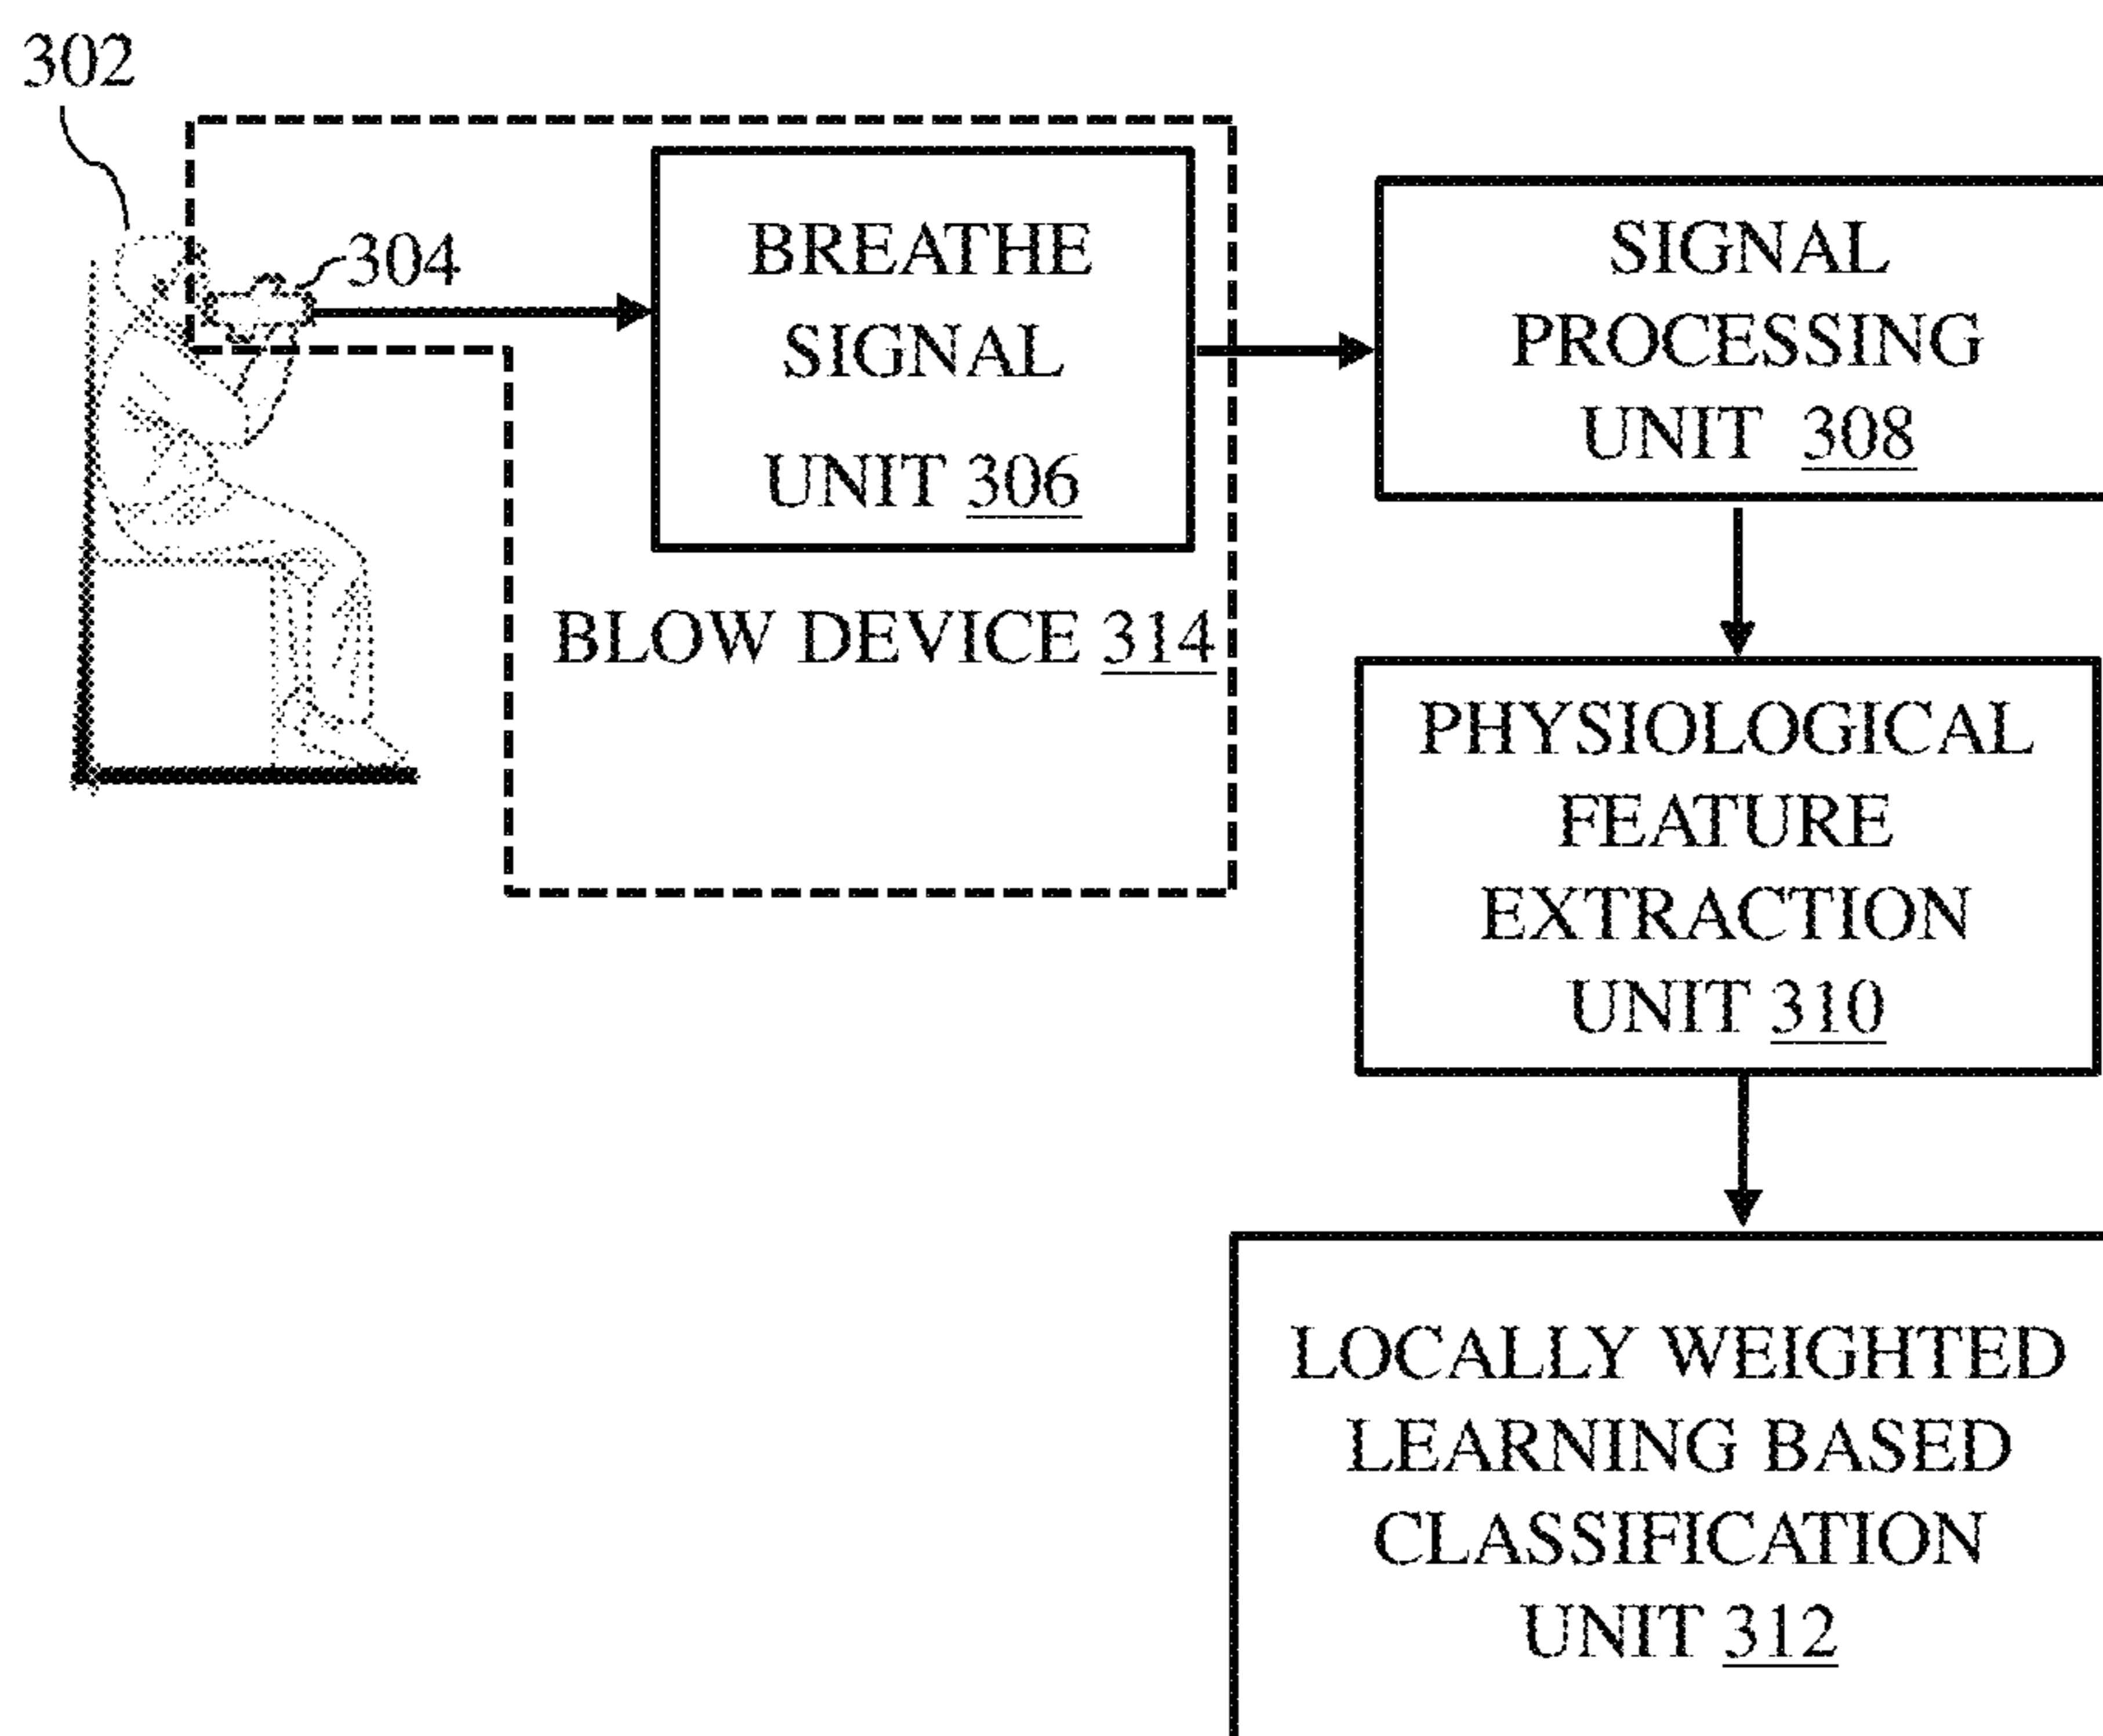 302
304
BREATHE
SIGNAL
UNIT 306
BLOW DEVICE 314
SIGNAL
PROCESSING
UNIT 308
PHYSIOLOGICAL
FEATURE
EXTRACTION
UNIT 310
LOCALLY WEIGHTED
LEARNING BASED
CLASSIFICATION
UNIT 312